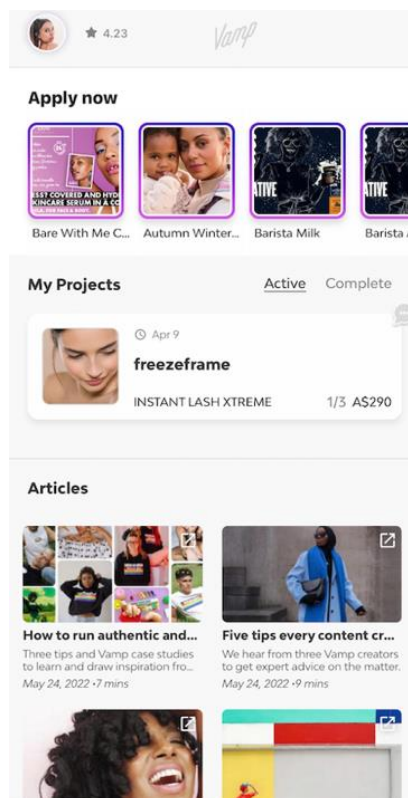 4.23
Vamp
Apply now
Bare With Me C...
Autumn Winter...
Barista Milk
Barista
My Projects
Active
Complete
Apr 9
freezeframe
INSTANT LASH XTREME
1/3 A$290
Articles
How to run authentic and...
Three tips and Vamp case studies
to learn and draw inspiration fro...
May 24, 2022 •7 mins
Five tips every content cr...
We hear from three Vamp creators
to get expert advice on the matter.
May 24, 2022 •9 mins